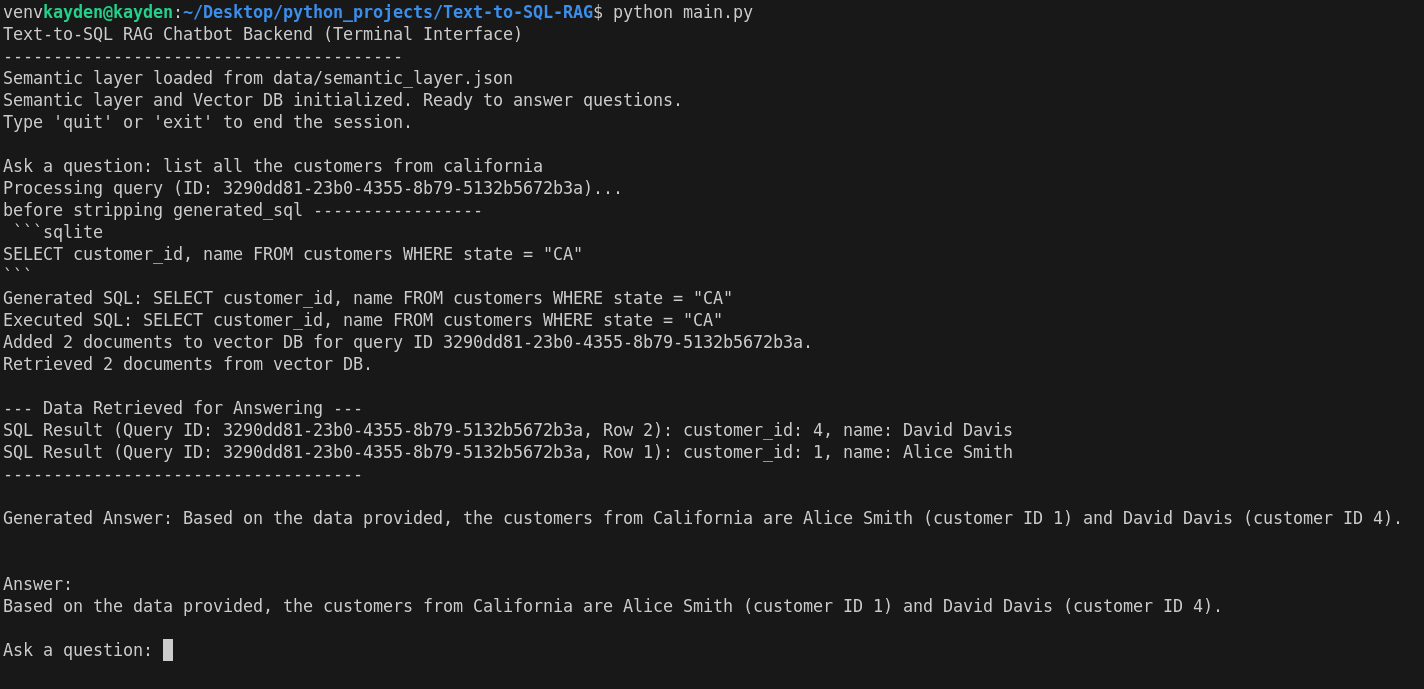 venvkayden@kayden:~/Desktop/python_projects/Text-to-SQL-RAG$ python main.py
Text-to-SQL RAG Chatbot Backend (Terminal Interface)
----------------------------------------
Semantic layer loaded from data/semantic_layer.json
Semantic layer and Vector DB initialized. Ready to answer questions.
Type 'quit' or 'exit' to end the session.
Ask a question: list all the customers from california
Processing query (ID: 3290dd81-23b0-4355-8b79-5132b5672b3a)...
before stripping generated_sql -----------------
 ```sqlite
SELECT customer_id, name FROM customers WHERE state = "CA"
```
Generated SQL: SELECT customer_id, name FROM customers WHERE state = "CA"
Executed SQL: SELECT customer_id, name FROM customers WHERE state = "CA"
Added 2 documents to vector DB for query ID 3290dd81-23b0-4355-8b79-5132b5672b3a.
Retrieved 2 documents from vector DB.
--- Data Retrieved for Answering ---
SQL Result (Query ID: 3290dd81-23b0-4355-8b79-5132b5672b3a, Row 2): customer_id: 4, name: David Davis
SQL Result (Query ID: 3290dd81-23b0-4355-8b79-5132b5672b3a, Row 1): customer_id: 1, name: Alice Smith
------------------------------------
Generated Answer: Based on the data provided, the customers from California are Alice Smith (customer ID 1) and David Davis (customer ID 4).
Answer:
Based on the data provided, the customers from California are Alice Smith (customer ID 1) and David Davis (customer ID 4).
Ask a question: